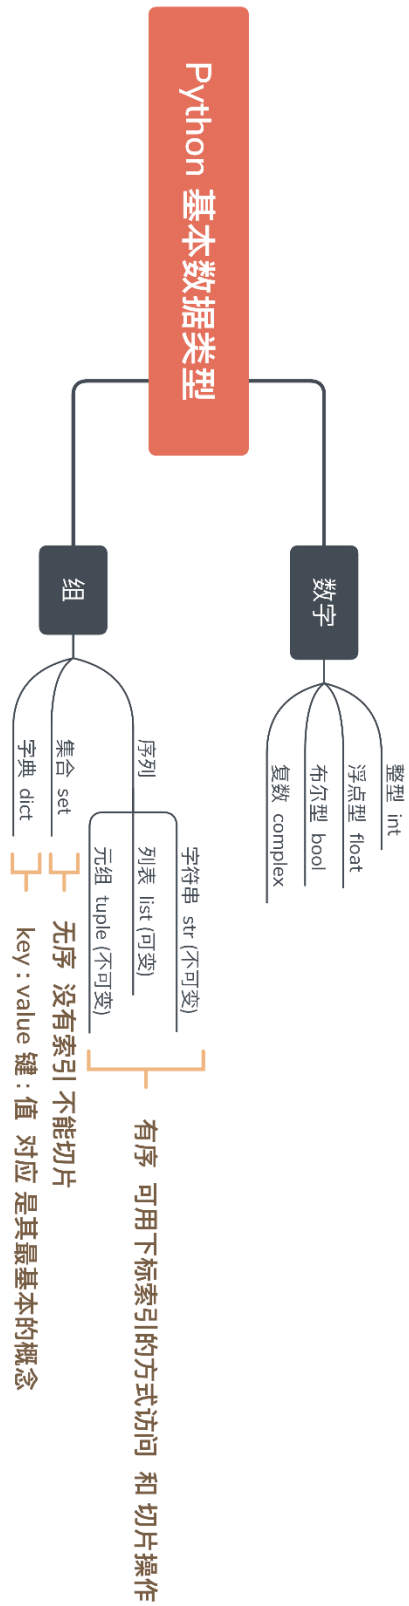 Python 基本数据类型
数字
整型 int
浮点型 float
布尔型 bool
复数 complex
组
序列
字符串 str (不可变)
列表 list (可变)
元组 tuple (不可变)
有序 可用下标索引的方式访问 和 切片操作
集合 set
无序 没有索引 不能切片
字典 dict
key : value 键 : 值 对应 是其最基本的概念